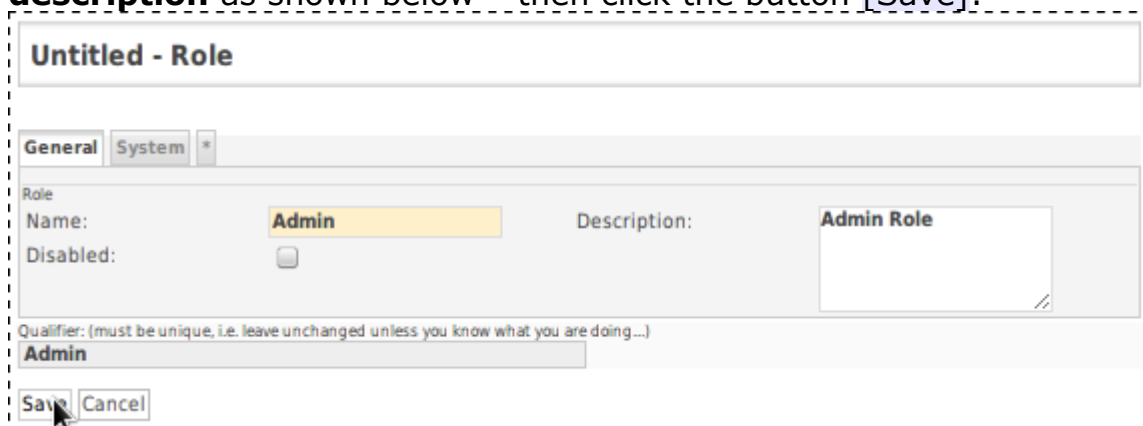 description as shown below – then click the button [Save]:
Untitled - Role
General System *
Role
Name: Admin Description: Admin Role
Disabled:
Qualifier: (must be unique, i.e. leave unchanged unless you know what you are doing...)
Admin
Save Cancel